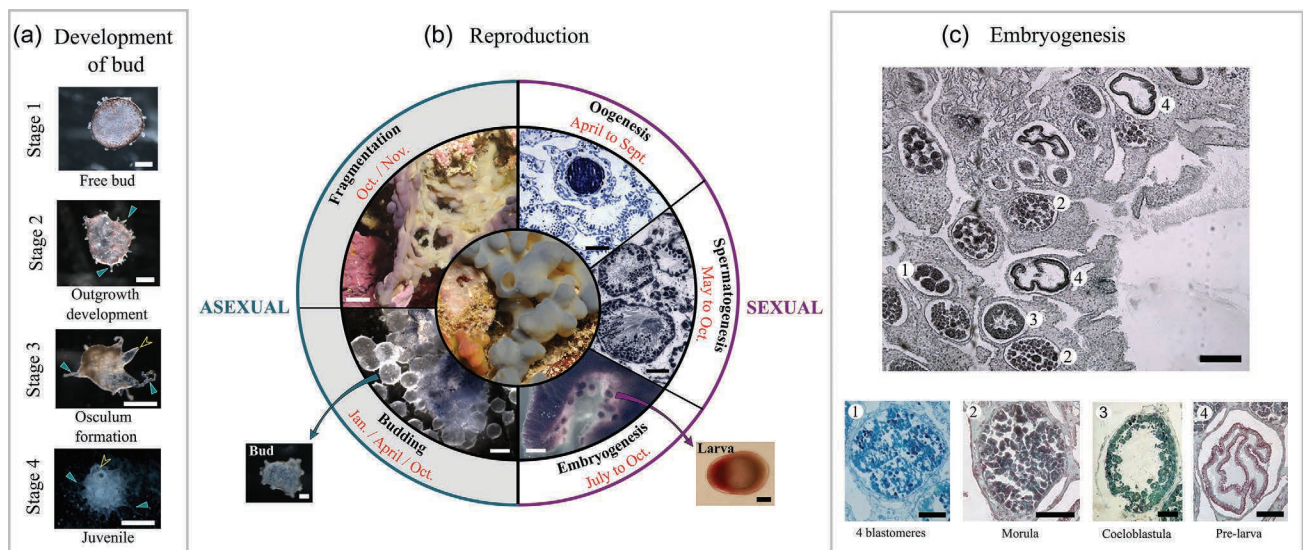 (a) Development
of bud
Stage 1
Free bud
Stage 2
Outgrowth
development
Stage 3
Osculum
formation
Stage 4
Juvenile
(b) Reproduction
ASEXUAL
SEXUAL
Fragmentation
Oct. / Nov.
Oogenesis
April to Sept.
Spermatogenesis
May to Oct.
Embryogenesis
July to Oct.
Budding
Jan. / April / Oct.
Bud
Larva
(c) Embryogenesis
4
2
1
4
3
2
1
2
3
4
4 blastomeres
Morula
Coeloblastula
Pre-larva